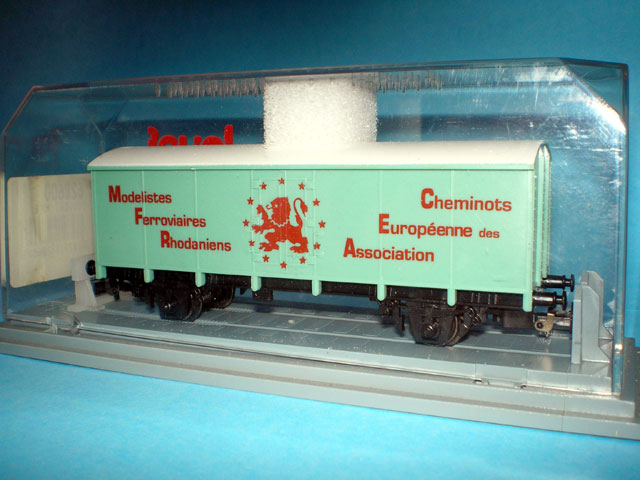 Modelistes
Ferroviaires
Rhodaniens
Cheminots
Européenne des
Association